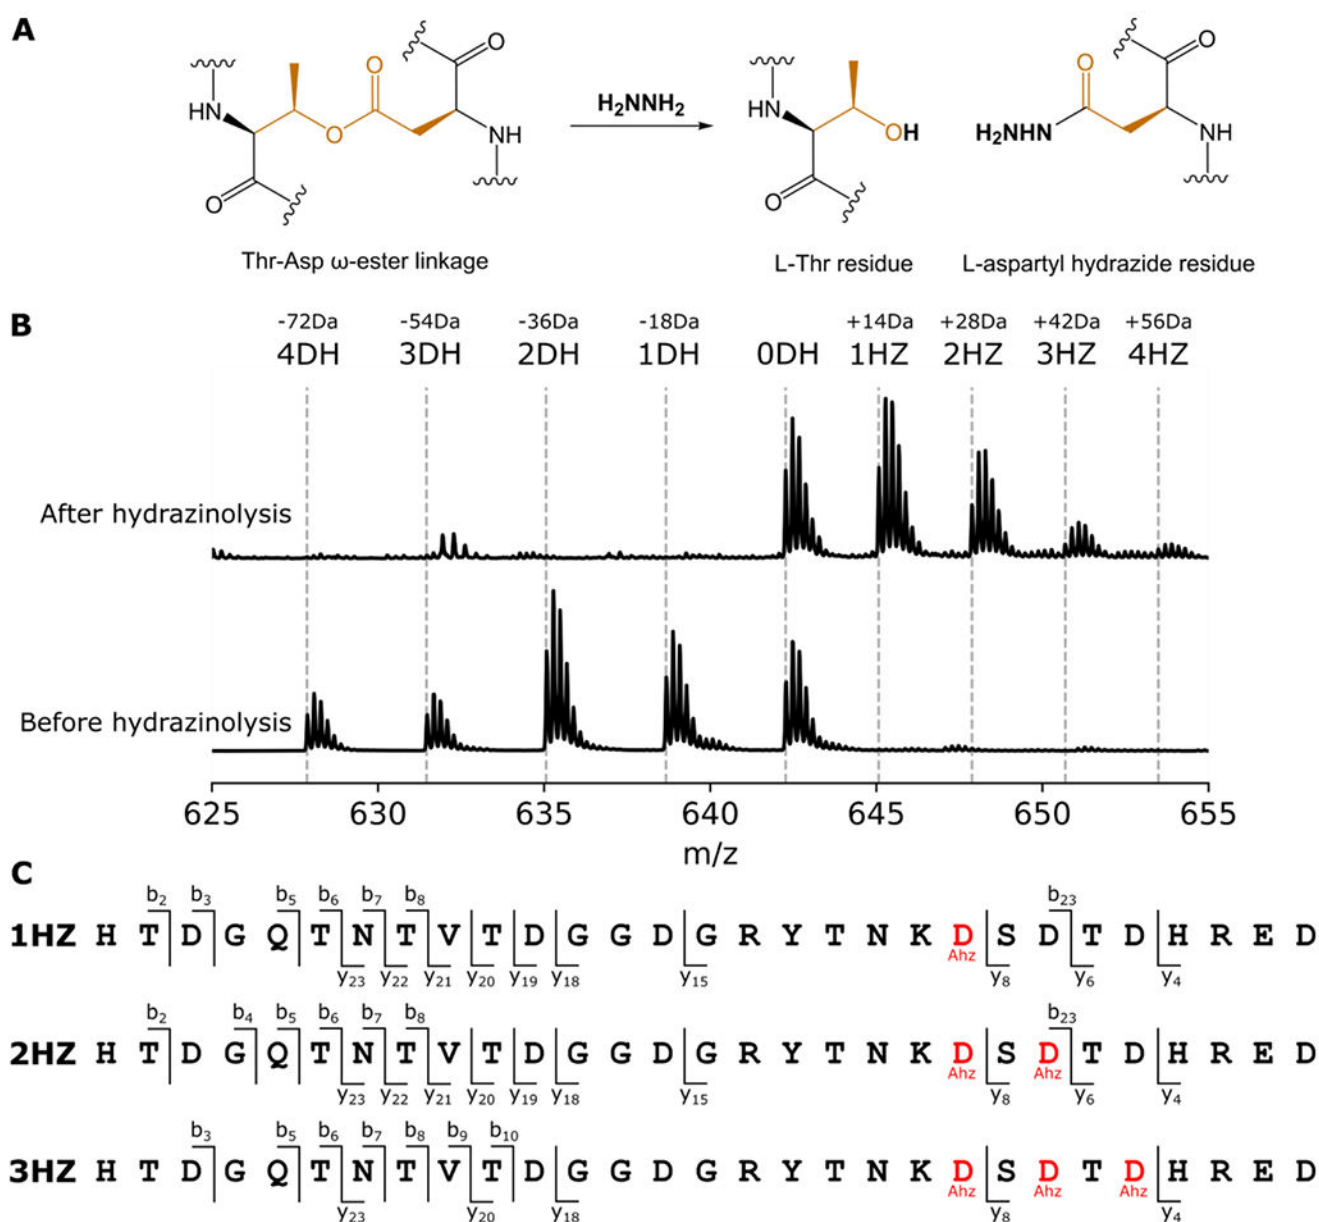 A
O
O
O
HN
O
NH
O
H₂NNH₂
HN
OH
O
H₂NHN
O
O
NH
Thr-Asp ω-ester linkage
L-Thr residue
L-aspartyl hydrazide residue
B
-72Da -54Da -36Da -18Da +14Da +28Da +42Da +56Da
4DH 3DH 2DH 1DH 0DH 1HZ 2HZ 3HZ 4HZ
After hydrazinolysis
Before hydrazinolysis
625 630 635 640 645 650 655
m/z
C
b₂ b₃ b₅ b₆ b₇ b₈ b₂₃
1HZ H T D G Q T N T V T D G G D G R Y T N K D S D T D H R E D
Ahz
y₂₃ y₂₂ y₂₁ y₂₀ y₁₉ y₁₈ y₁₅ y₈ y₆ y₄
b₂ b₄ b₅ b₆ b₇ b₈ b₂₃
2HZ H T D G Q T N T V T D G G D G R Y T N K D S D T D H R E D
Ahz Ahz
y₂₃ y₂₂ y₂₁ y₂₀ y₁₉ y₁₈ y₁₅ y₈ y₆ y₄
b₃ b₅ b₆ b₇ b₈ b₉ b₁₀
3HZ H T D G Q T N T V T D G G D G R Y T N K D S D T D H R E D
Ahz Ahz Ahz
y₂₃ y₂₀ y₁₈ y₈ y₄